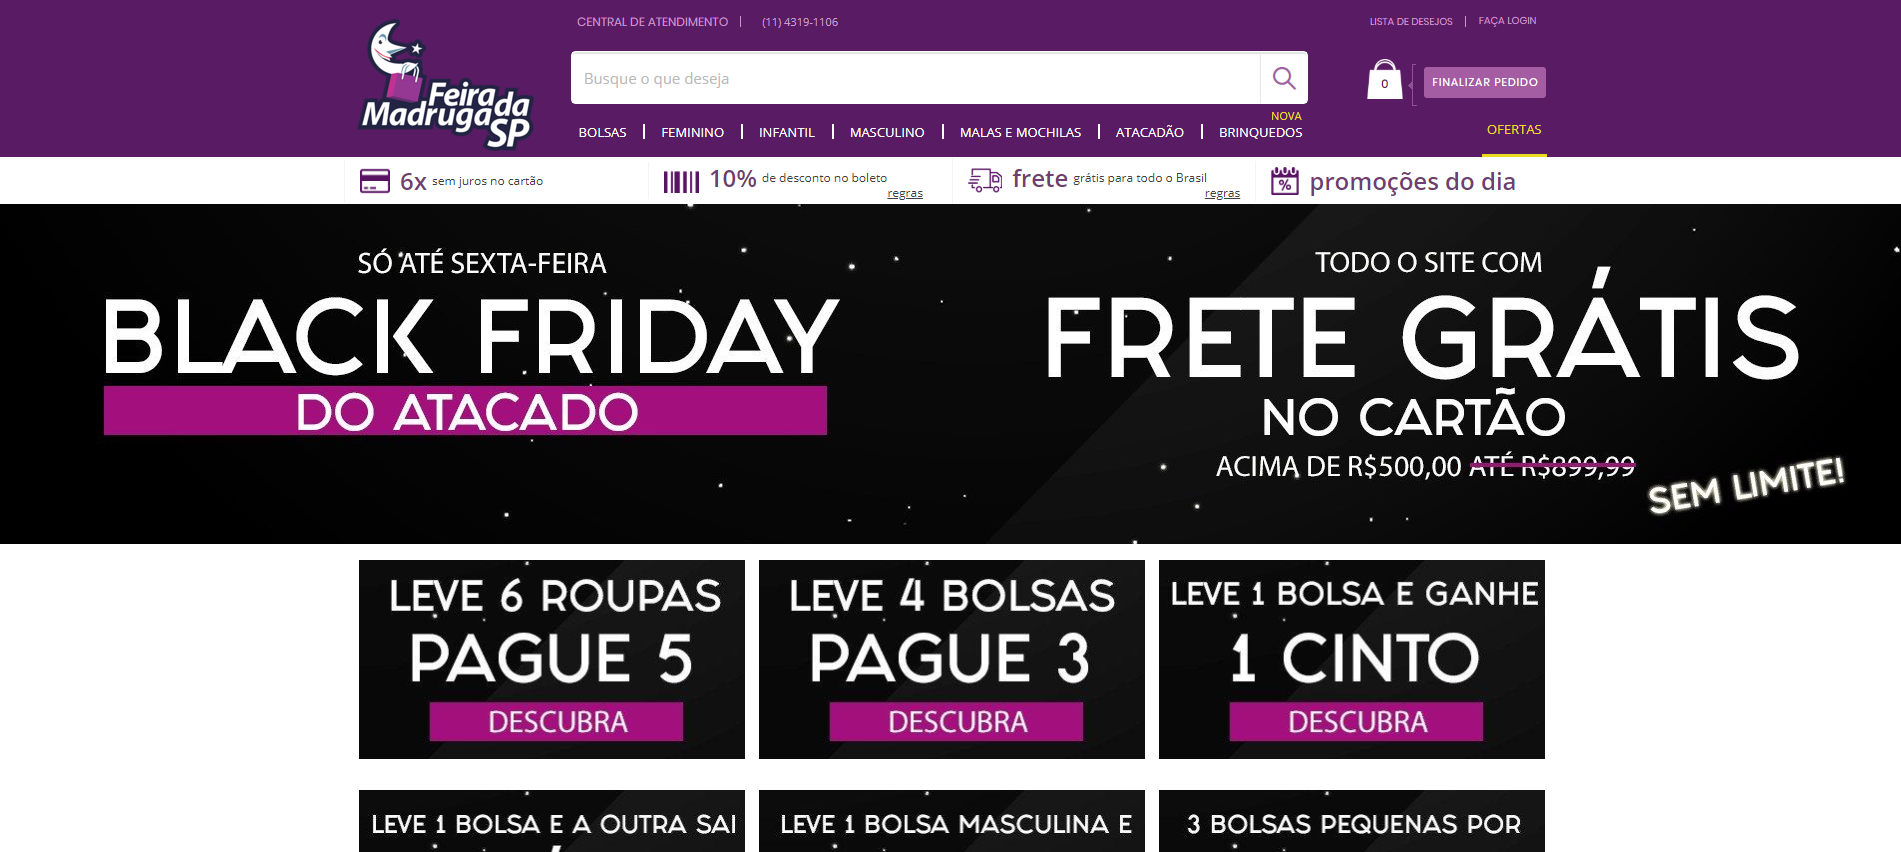 CENTRAL DE ATENDIMENTO | (11) 4319-1106
LISTA DE DESEJOS | FAÇA LOGIN
Feira da
Madrugada
SP
Busque o que deseja
0
FINALIZAR PEDIDO
NOVA
BOLSAS | FEMININO | INFANTIL | MASCULINO | MALAS E MOCHILAS | ATACADÃO | BRINQUEDOS
OFERTAS
6x sem juros no cartão
10% de desconto no boleto
regras
frete grátis para todo o Brasil
regras
% promoções do dia
SÓ ATÉ SEXTA-FEIRA
BLACK FRIDAY
DO ATACADO
TODO O SITE COM
FRETE GRÁTIS
NO CARTÃO
ACIMA DE R$500,00 ATÉ R$899,99
SEM LIMITE!
LEVE 6 ROUPAS
PAGUE 5
DESCUBRA
LEVE 4 BOLSAS
PAGUE 3
DESCUBRA
LEVE 1 BOLSA E GANHE
1 CINTO
DESCUBRA
LEVE 1 BOLSA E A OUTRA SAI
LEVE 1 BOLSA MASCULINA E
3 BOLSAS PEQUENAS POR